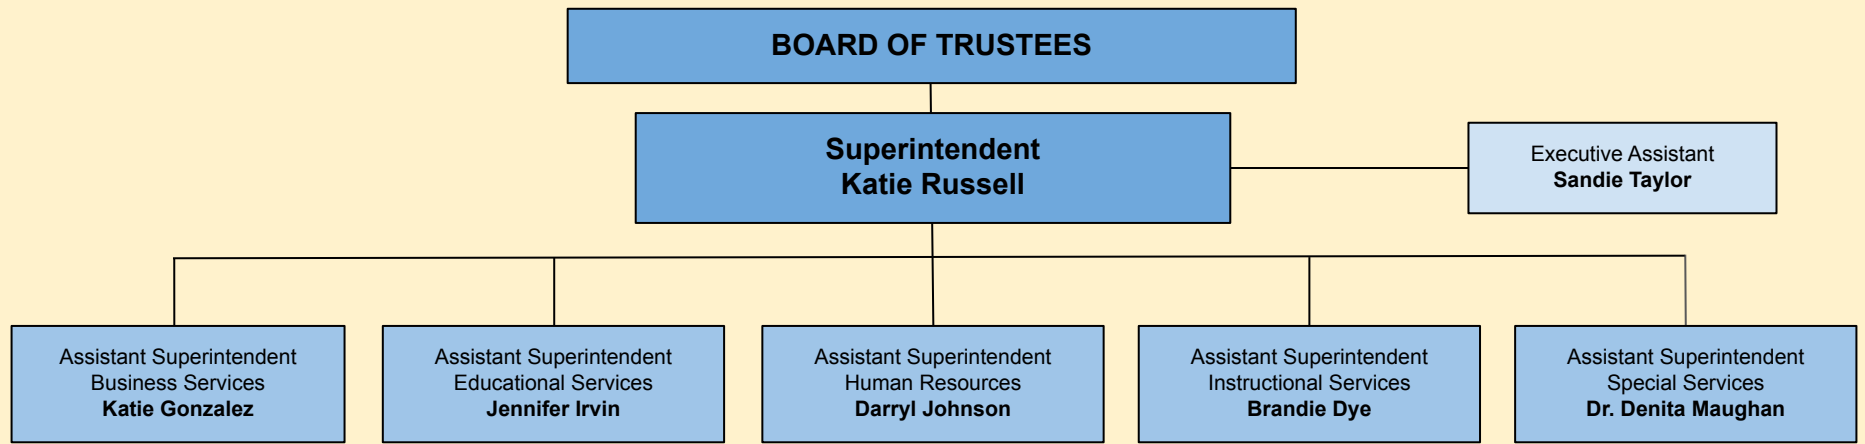 BOARD OF TRUSTEES
Superintendent
Katie Russell
Executive Assistant
Sandie Taylor
Assistant Superintendent
Business Services
Katie Gonzalez
Assistant Superintendent
Educational Services
Jennifer Irvin
Assistant Superintendent
Human Resources
Darryl Johnson
Assistant Superintendent
Instructional Services
Brandie Dye
Assistant Superintendent
Special Services
Dr. Denita Maughan